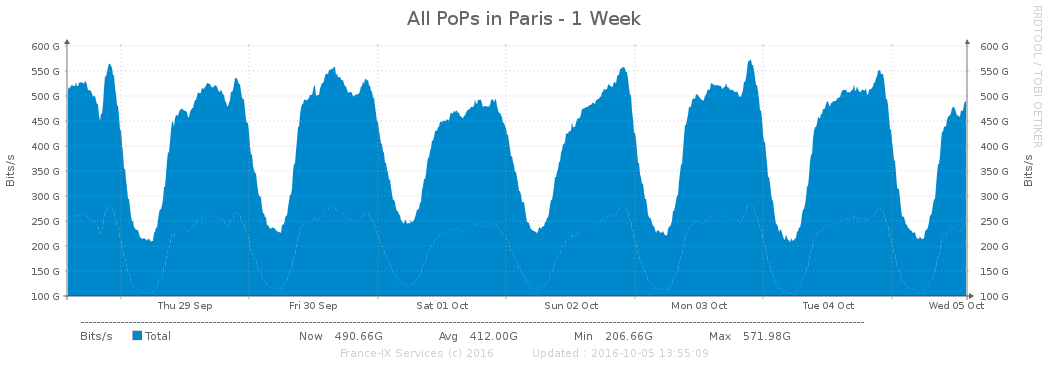 All PoPs in Paris - 1 Week
RRDTOOL / TOBI OETIKER
Bits/s
600 G
550 G
500 G
450 G
400 G
350 G
300 G
250 G
200 G
150 G
100 G
600 G
550 G
500 G
450 G
400 G
350 G
300 G
250 G
200 G
150 G
100 G
Bits/s
Thu 29 Sep Fri 30 Sep Sat 01 Oct Sun 02 Oct Mon 03 Oct Tue 04 Oct Wed 05 Oct
Bits/s Total Now 490.66G Avg 412.00G Min 206.66G Max 571.98G
France-IX Services (c) 2016 Updated : 2016-10-05 13:55:09